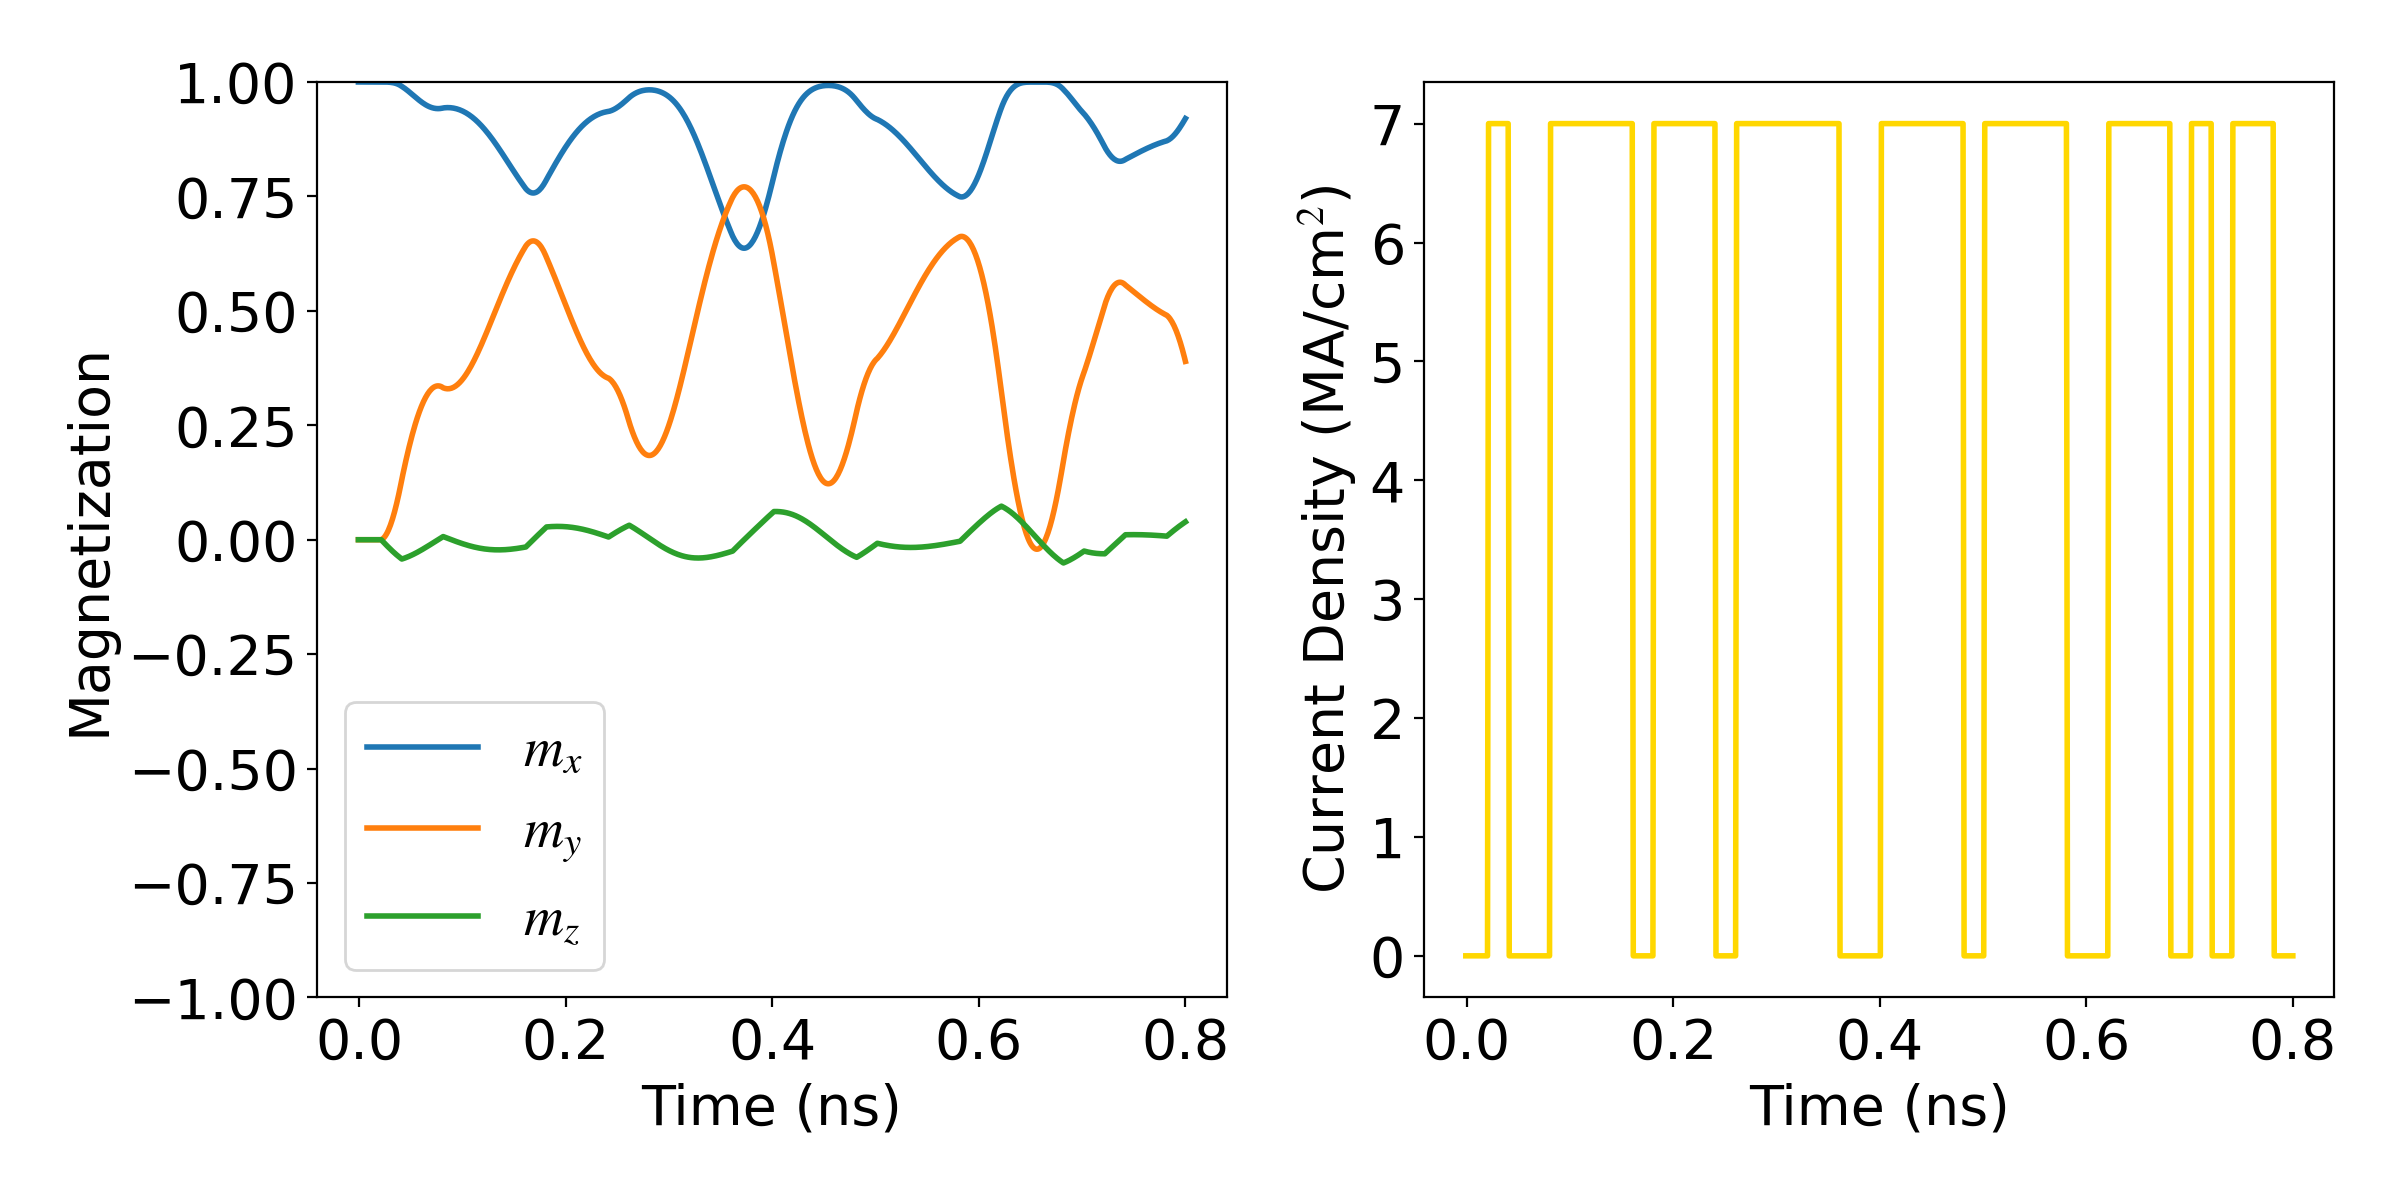 1.00
0.75
0.50
0.25
0.00
−0.25
−0.50
−0.75
−1.00
Magnetization
m_x
m_y
m_z
0.0 0.2 0.4 0.6 0.8
Time (ns)
7
6
5
4
3
2
1
0
Current Density (MA/cm²)
0.0 0.2 0.4 0.6 0.8
Time (ns)